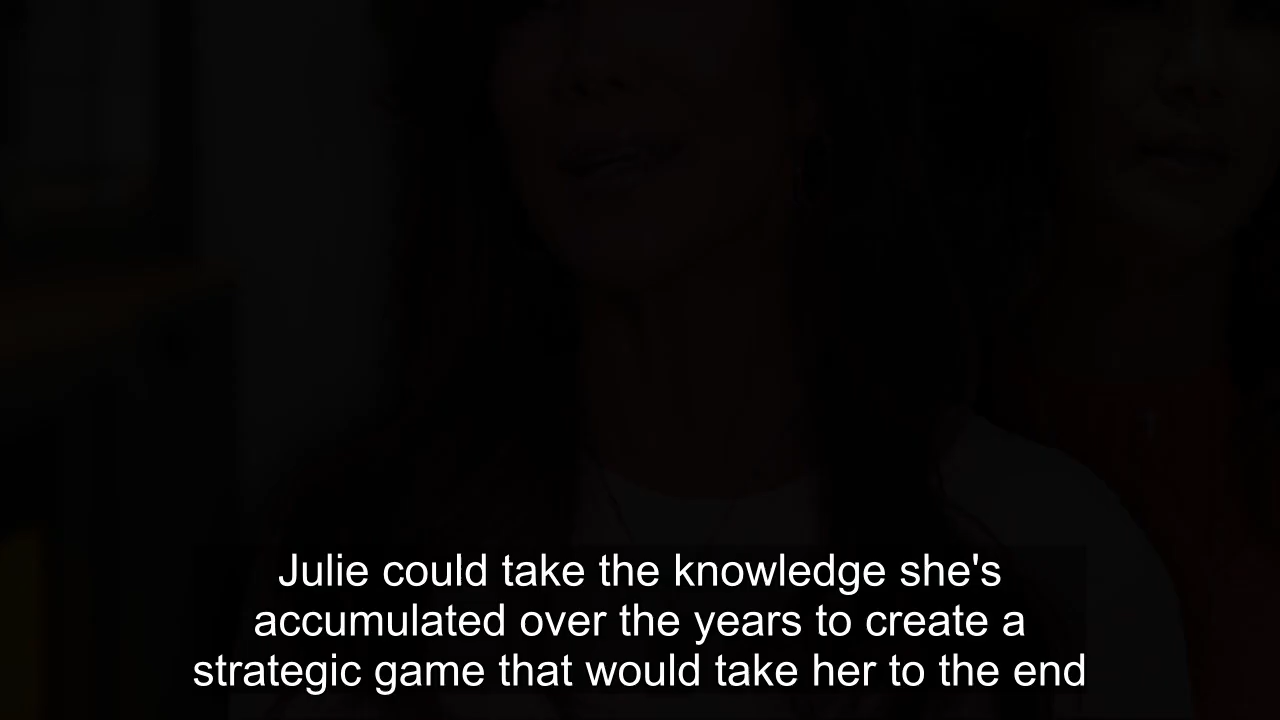 Julie could take the knowledge she's
accumulated over the years to create a
strategic game that would take her to the end